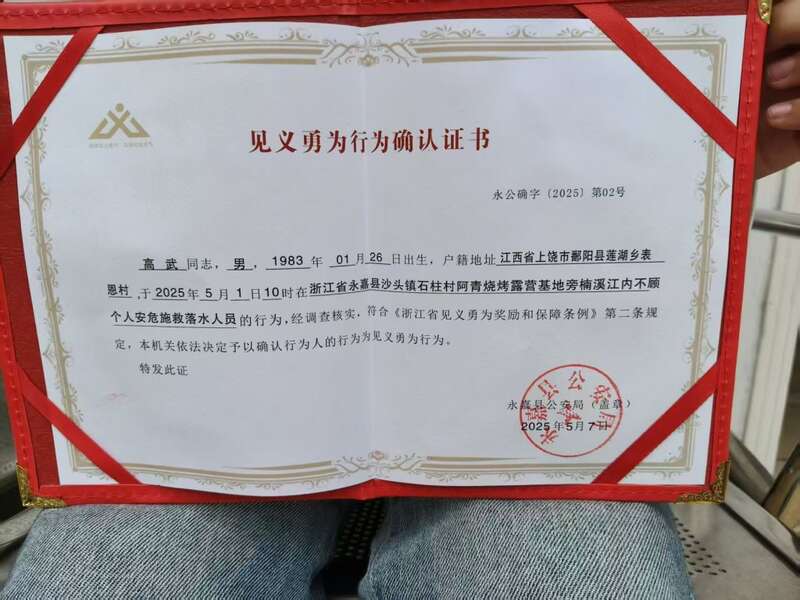 见义勇为行为确认证书
永公确字〔2025〕第02号
高武同志，男，1983年01月26日出生，户籍地址江西省上饶市鄱阳县莲湖乡表
恩村，于2025年5月1日10时在浙江省永嘉县沙头镇石柱村阿青烧烤露营基地旁楠溪江内不顾
个人安危施救落水人员的行为，经调查核实，符合《浙江省见义勇为奖励和保障条例》第二条规
定，本机关依法决定予以确认行为人的行为为见义勇为行为。
特发此证
永嘉县公安局（盖章）
2025年5月7日
永嘉县公安局